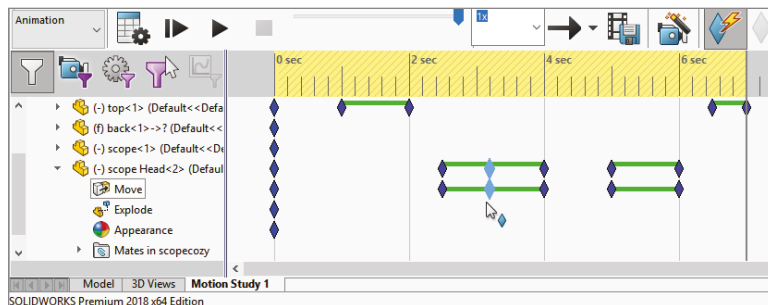 Animation
1x
0 sec 2 sec 4 sec 6 sec
(-) top<1> (Default<<Defa
(f) back<1>->? (Default<<
(-) scope<1> (Default<<De
(-) scope Head<2> (Defaul
Move
Explode
Appearance
Mates in scopecozy
Model 3D Views Motion Study 1
SOLIDWORKS Premium 2018 x64 Edition